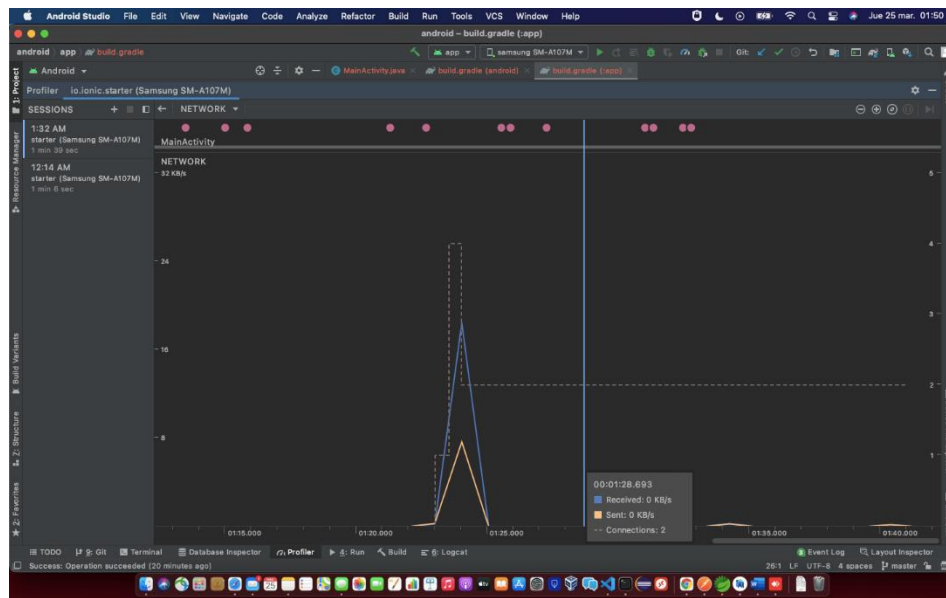 Android Studio File Edit View Navigate Code Analyze Refactor Build Run Tools VCS Window Help Jue 25 mar. 01:50
android – build.gradle (:app)
android app build.gradle app samsung SM-A107M Git:
1: Project
Android MainActivity.java build.gradle (android) build.gradle (:app)
Profiler io.ionic.starter (Samsung SM-A107M)
SESSIONS NETWORK
1:32 AM
starter (Samsung SM-A107M)
1 min 39 sec
MainActivity
Resource Manager
12:14 AM
starter (Samsung SM-A107M)
1 min 6 sec
NETWORK
32 KB/s
5
4
24
3
16
2
8
1
Build Variants
Z: Structure
2: Favorites
00:01:28.693
Received: 0 KB/s
Sent: 0 KB/s
Connections: 2
01:15.000 01:20.000 01:25.000 01:35.000 01:40.000
TODO 9: Git Terminal Database Inspector Profiler 4: Run Build 6: Logcat Event Log Layout Inspector
Success: Operation succeeded (20 minutes ago) 26:1 LF UTF-8 4 spaces master